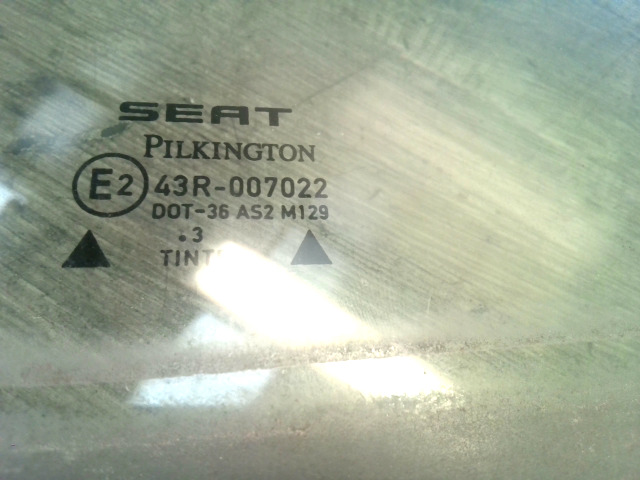 SEAT
PILKINGTON
E2 43R-007022
DOT-36 AS2 M129
.3